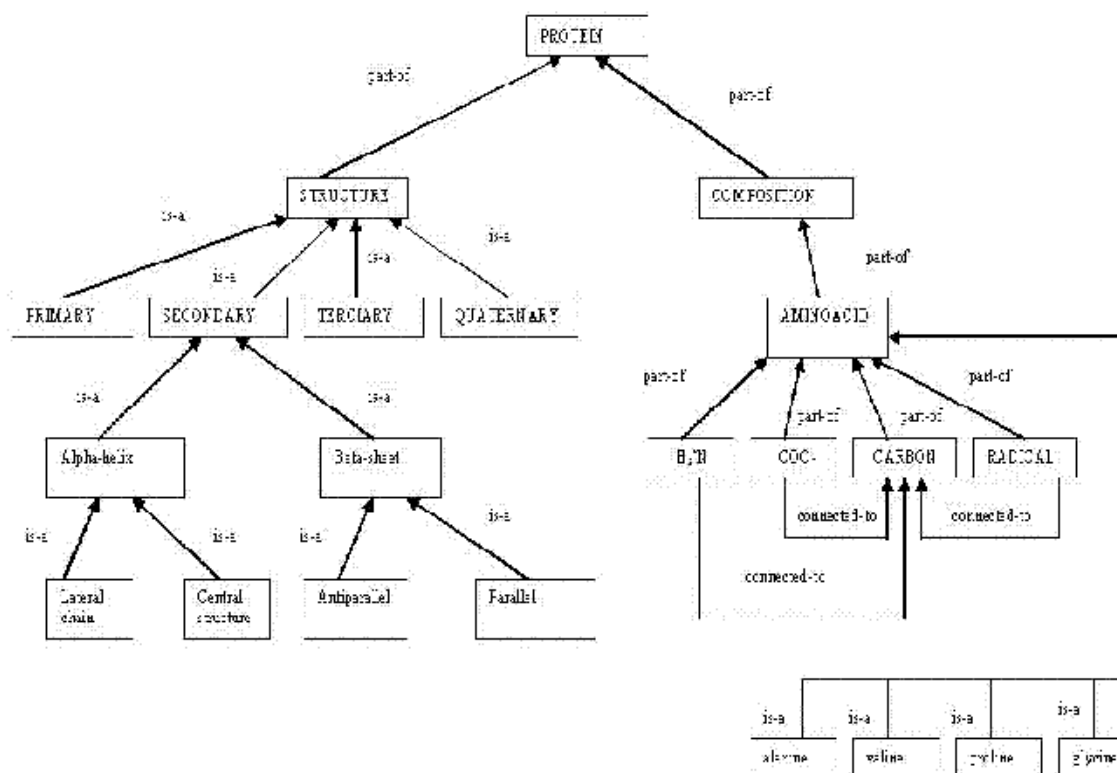 PROTEIN
part-of
part-of
STRUCTURE
COMPOSITION
is-a
is-a
is-a
is-a
part-of
PRIMARY
SECONDARY
TERCIARY
QUATERNARY
AMINOACID
is-a
is-a
part-of
part-of
part-of
part-of
Alpha-helix
Beta-sheet
COO-
CARBON
RADICAL
is-a
is-a
is-a
is-a
connected-to
connected-to
connected-to
Lateral
chain
Central
structure
Antiparallel
Parallel
is-a
is-a
is-a
is-a
alanine
valine
proline
glycine